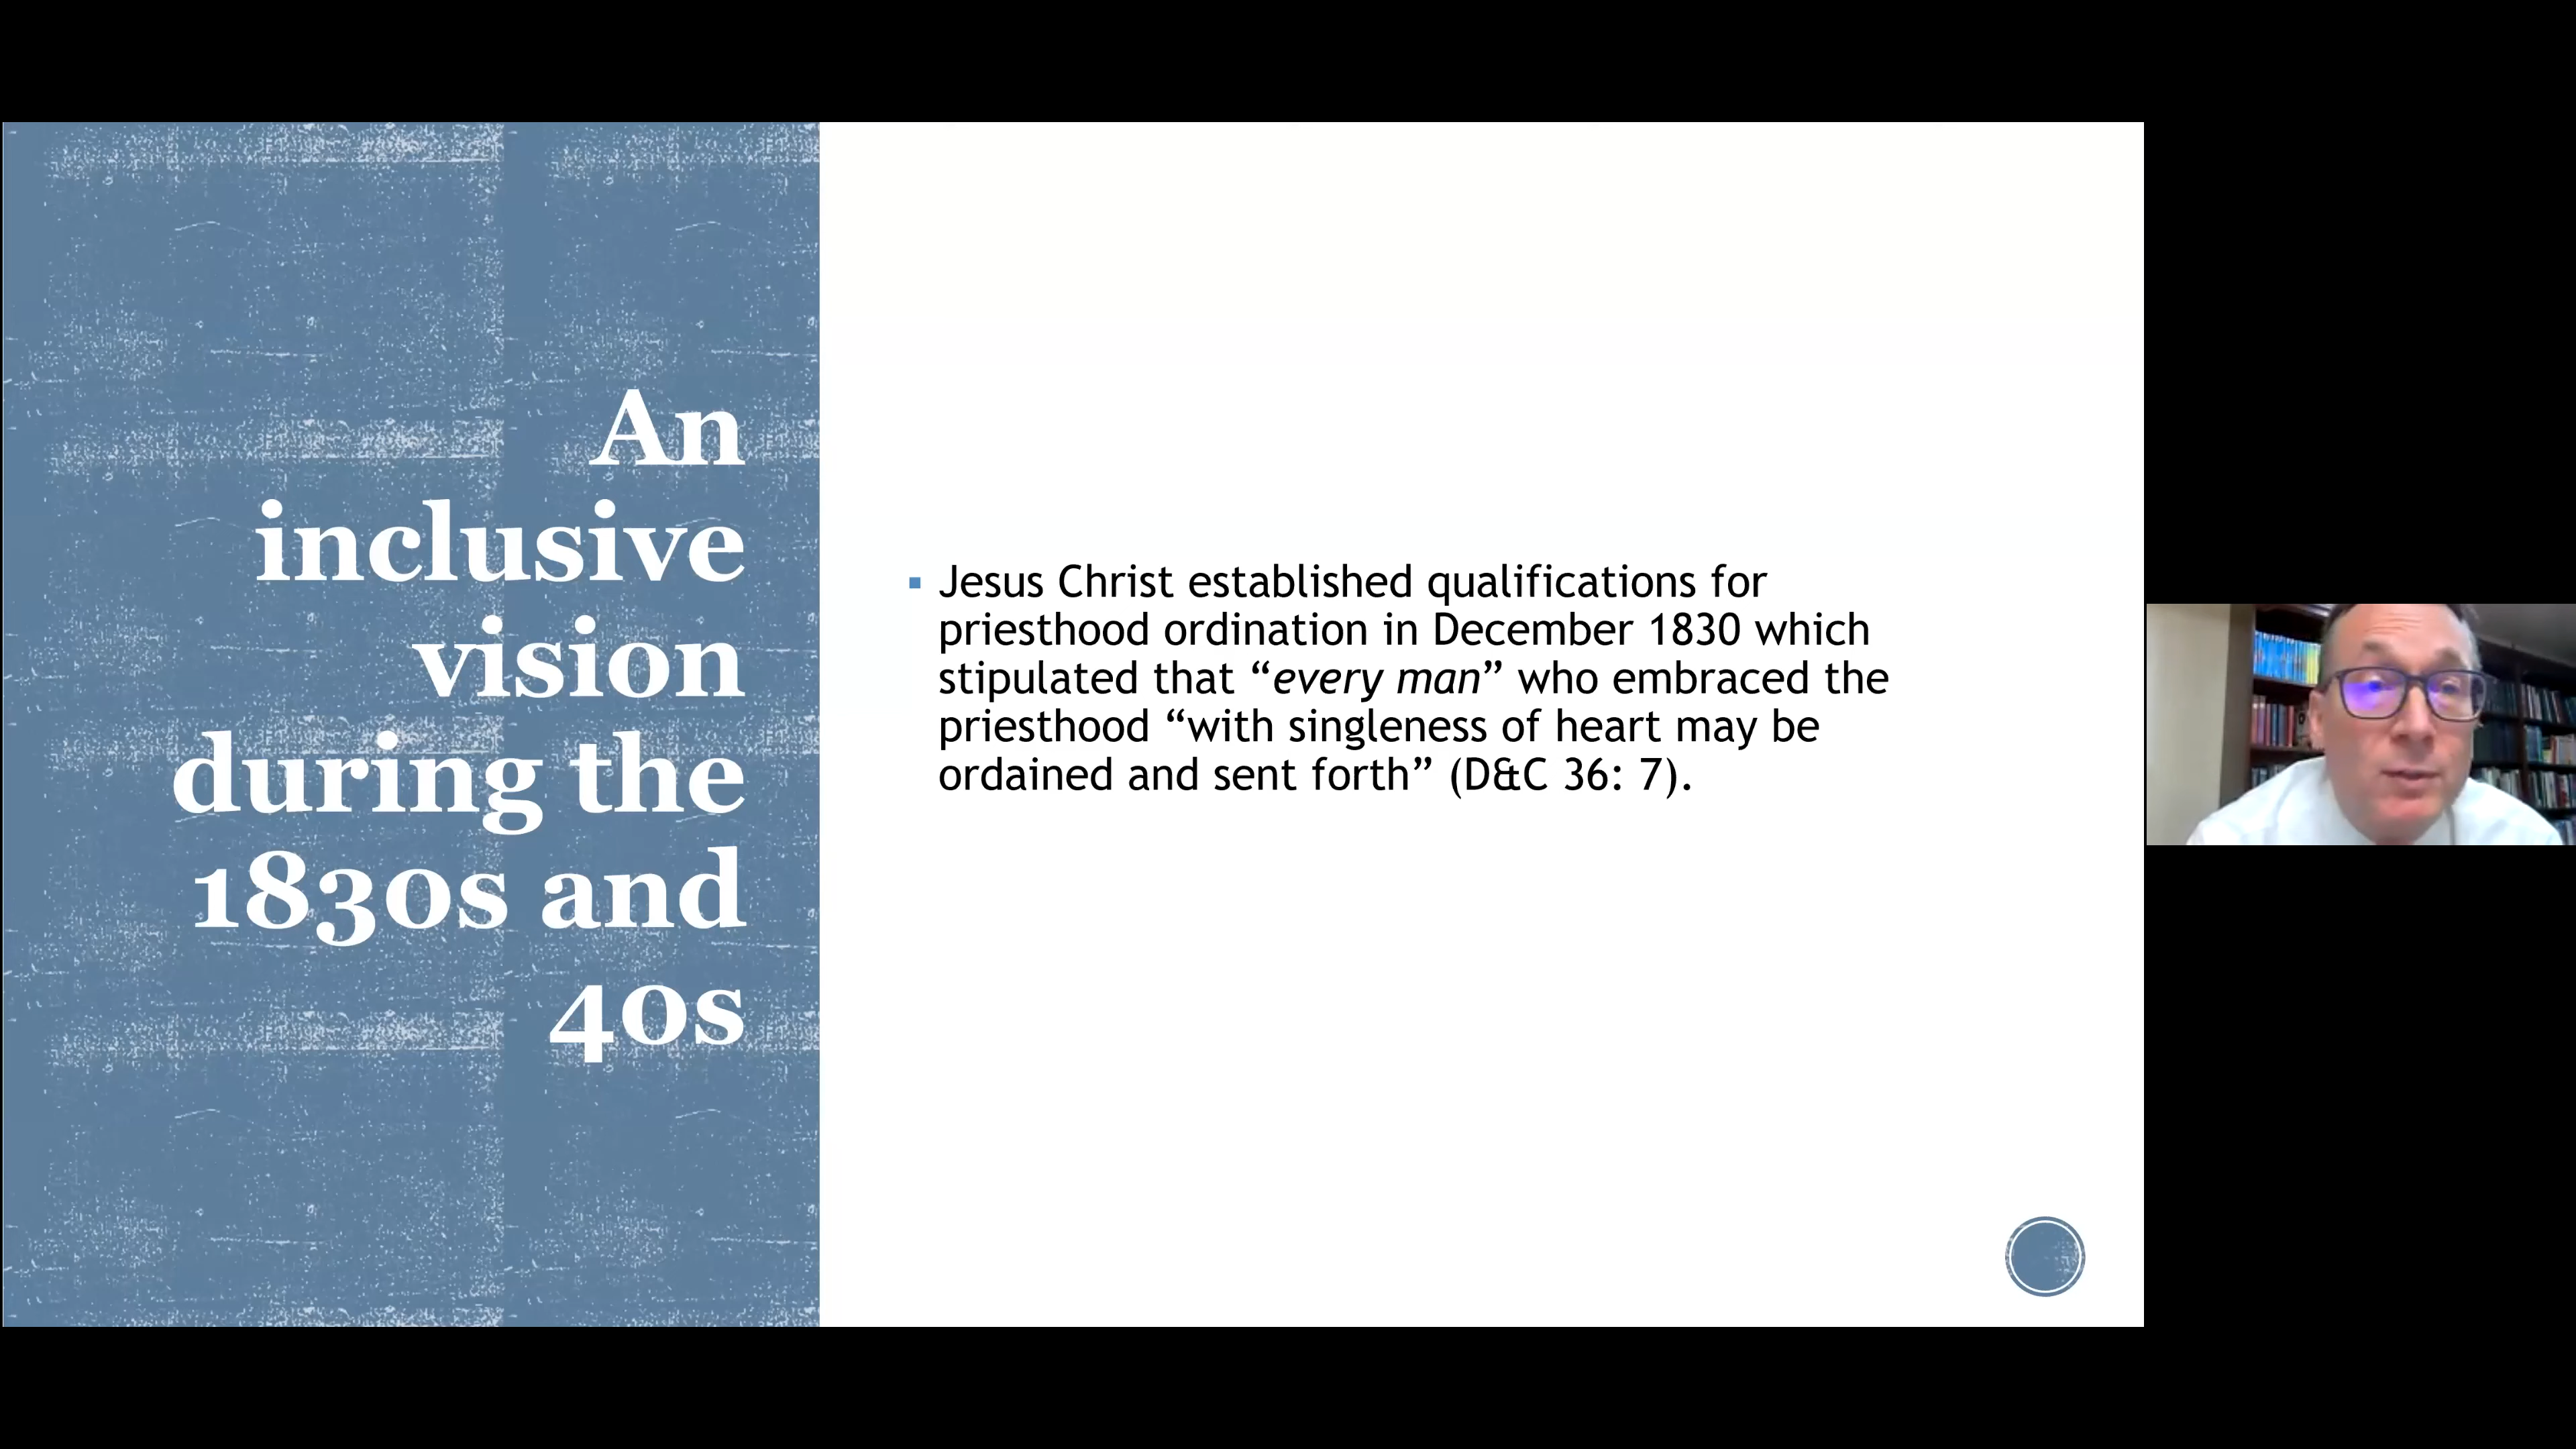 An
inclusive
vision
during the
1830s and
40s
▪ Jesus Christ established qualifications for
priesthood ordination in December 1830 which
stipulated that “every man” who embraced the
priesthood “with singleness of heart may be
ordained and sent forth” (D&C 36: 7).